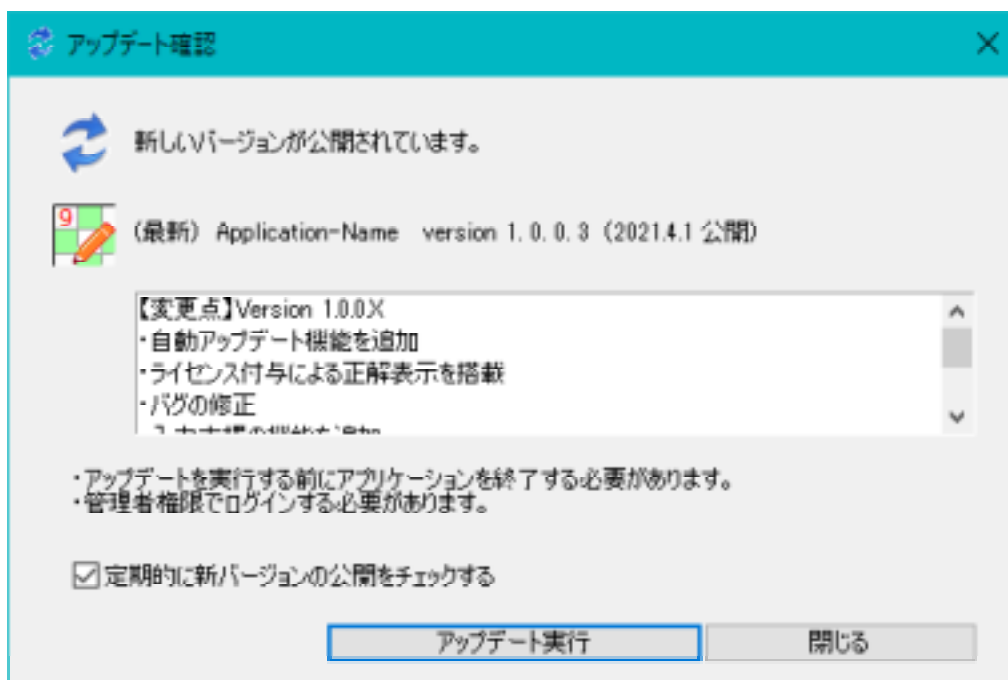 アップデート確認
新しいバージョンが公開されています。
9
(最新) Application-Name version 1.0.0.3 (2021.4.1 公開)
【変更点】Version 1.0.0X
・自動アップデート機能を追加
・ライセンス付与による正解表示を搭載
・バグの修正
・アップデートを実行する前にアプリケーションを終了する必要があります。
・管理者権限でログインする必要があります。
定期的に新バージョンの公開をチェックする
アップデート実行
閉じる